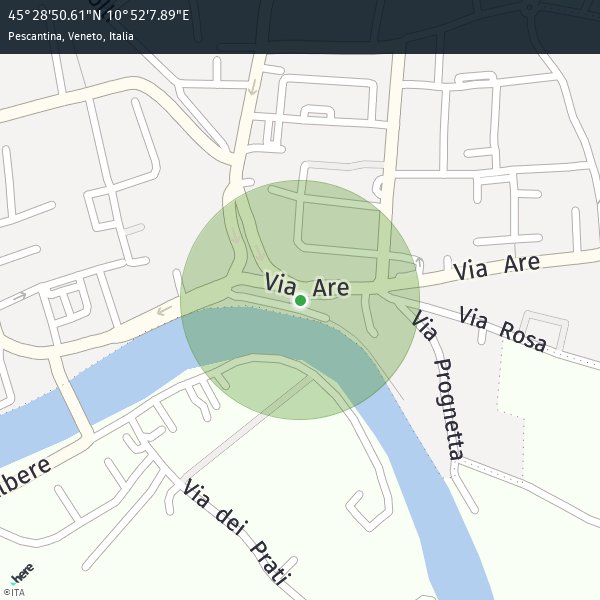 45°28'50.61"N 10°52'7.89"E
Pescantina, Veneto, Italia
Via Are
Via Are
Via Rosa
Via Prognetta
Via dei Prati
here
©ITA